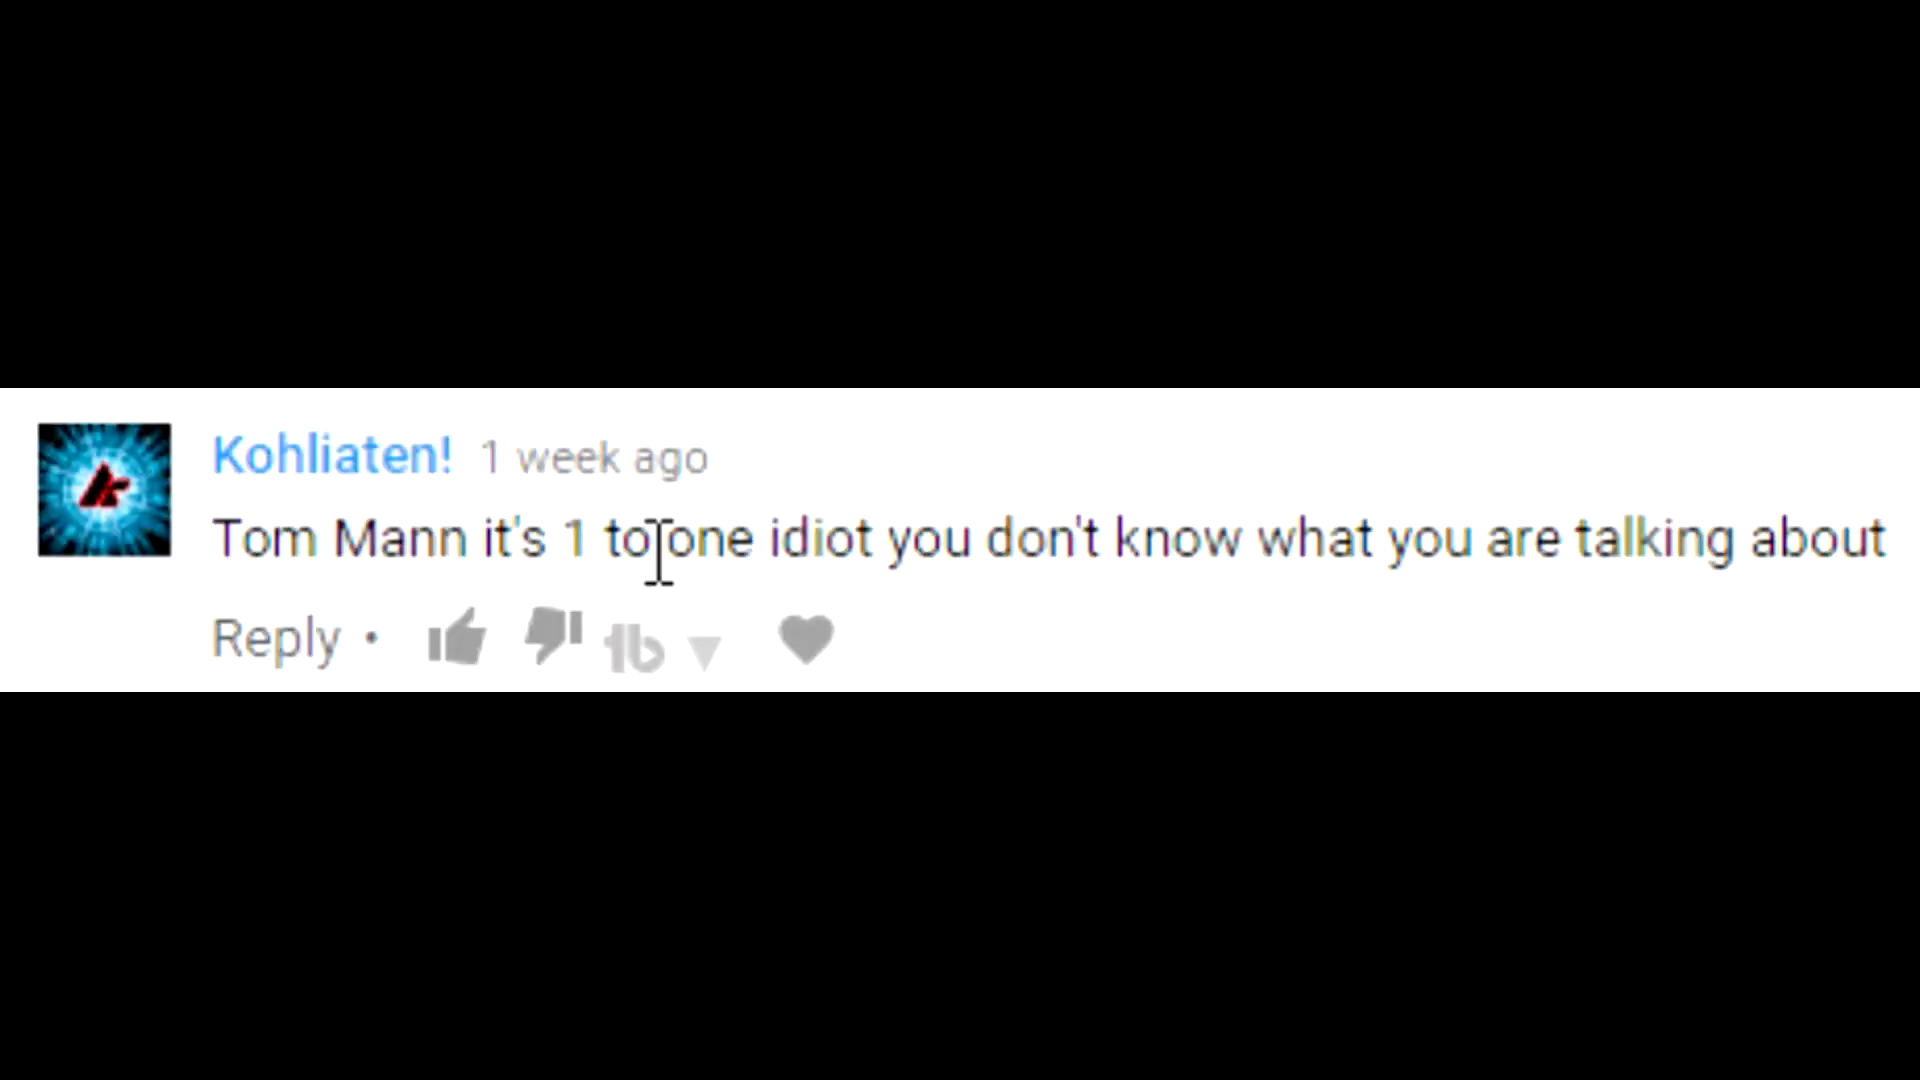 Kohliaten! 1 week ago
Tom Mann it's 1 to one idiot you don't know what you are talking about
Reply •
tb